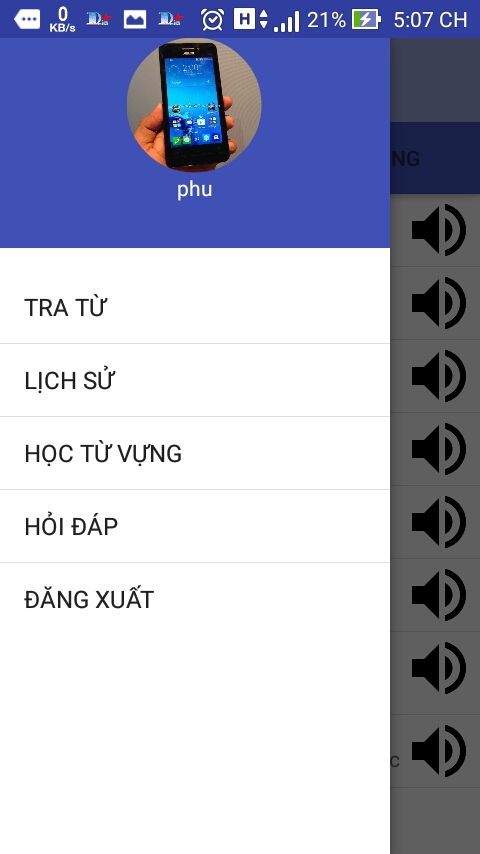 0 KB/s H 21% 5:07 CH
phu
NG
TRA TỪ
LỊCH SỬ
HỌC TỪ VỰNG
HỎI ĐÁP
ĐĂNG XUẤT
C